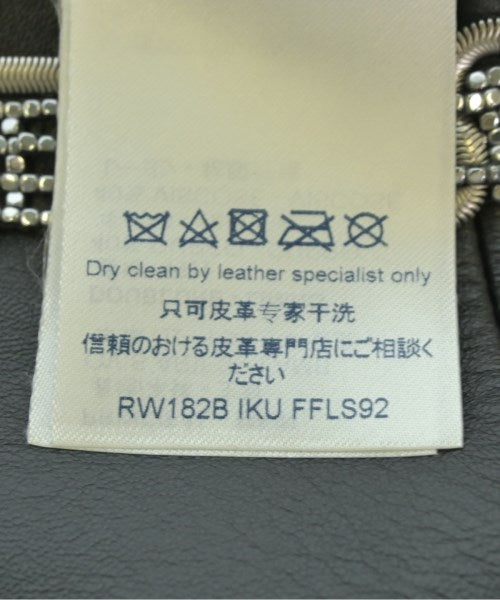 Dry clean by leather specialist only
只可皮革专家干洗
信頼のおける皮革専門店にご相談く
ださい
RW182B IKU FFLS92